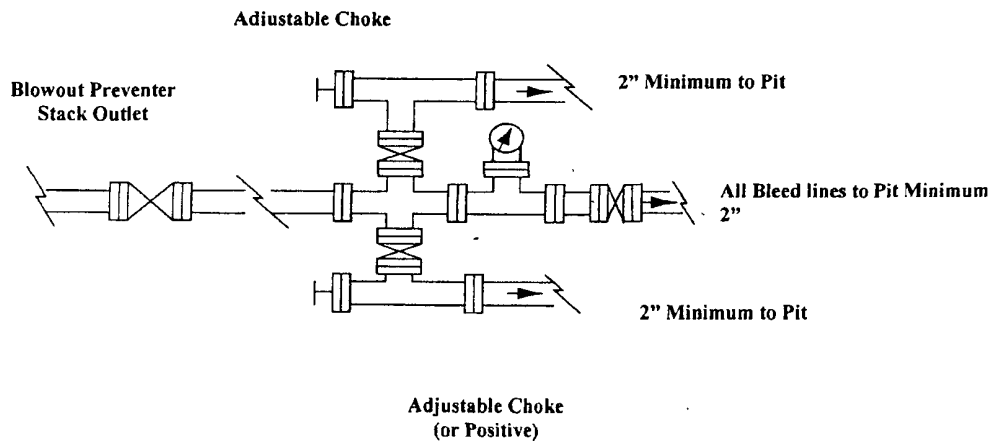 Adjustable Choke
Blowout Preventer
Stack Outlet
2" Minimum to Pit
All Bleed lines to Pit Minimum
2"
2" Minimum to Pit
Adjustable Choke
(or Positive)